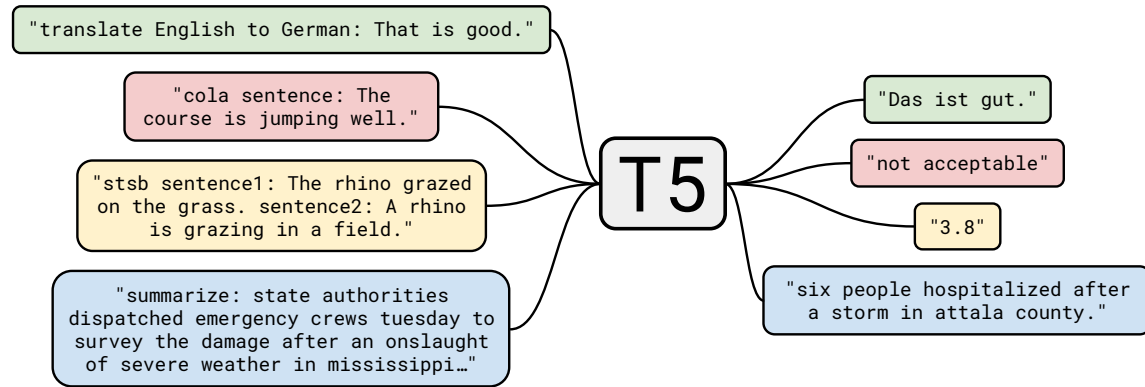 "translate English to German: That is good."
"cola sentence: The
course is jumping well."
"stsb sentence1: The rhino grazed
on the grass. sentence2: A rhino
is grazing in a field."
"summarize: state authorities
dispatched emergency crews tuesday to
survey the damage after an onslaught
of severe weather in mississippi…"
T5
"Das ist gut."
"not acceptable"
"3.8"
"six people hospitalized after
a storm in attala county."